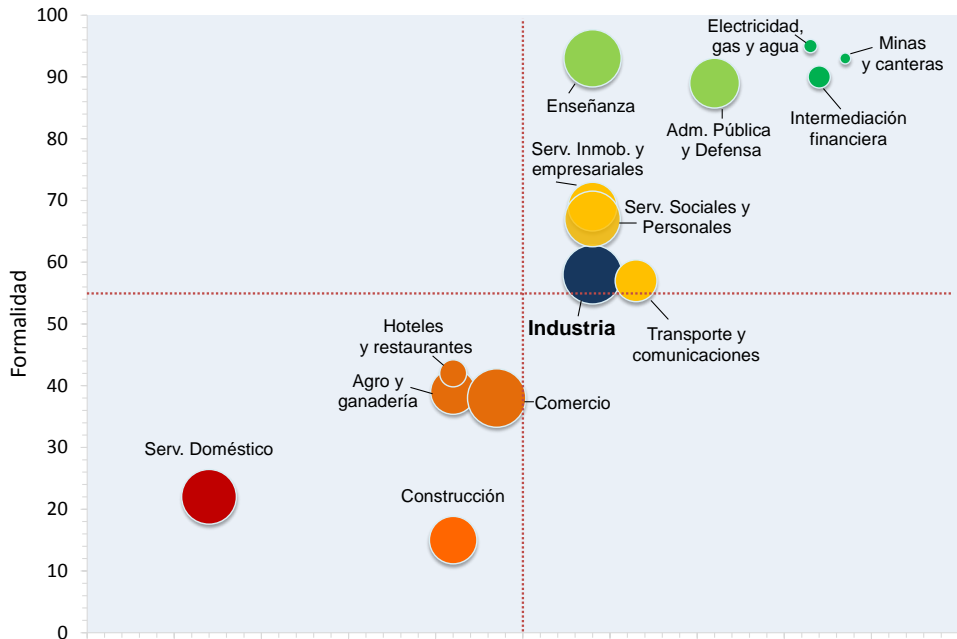 Formalidad
100
90
80
70
60
50
40
30
20
10
0
Electricidad,
gas y agua
Minas
y canteras
Enseñanza
Adm. Pública
y Defensa
Intermediación
financiera
Serv. Inmob. y
empresariales
Serv. Sociales y
Personales
Industria
Transporte y
comunicaciones
Hoteles
y restaurantes
Agro y
ganadería
Comercio
Serv. Doméstico
Construcción